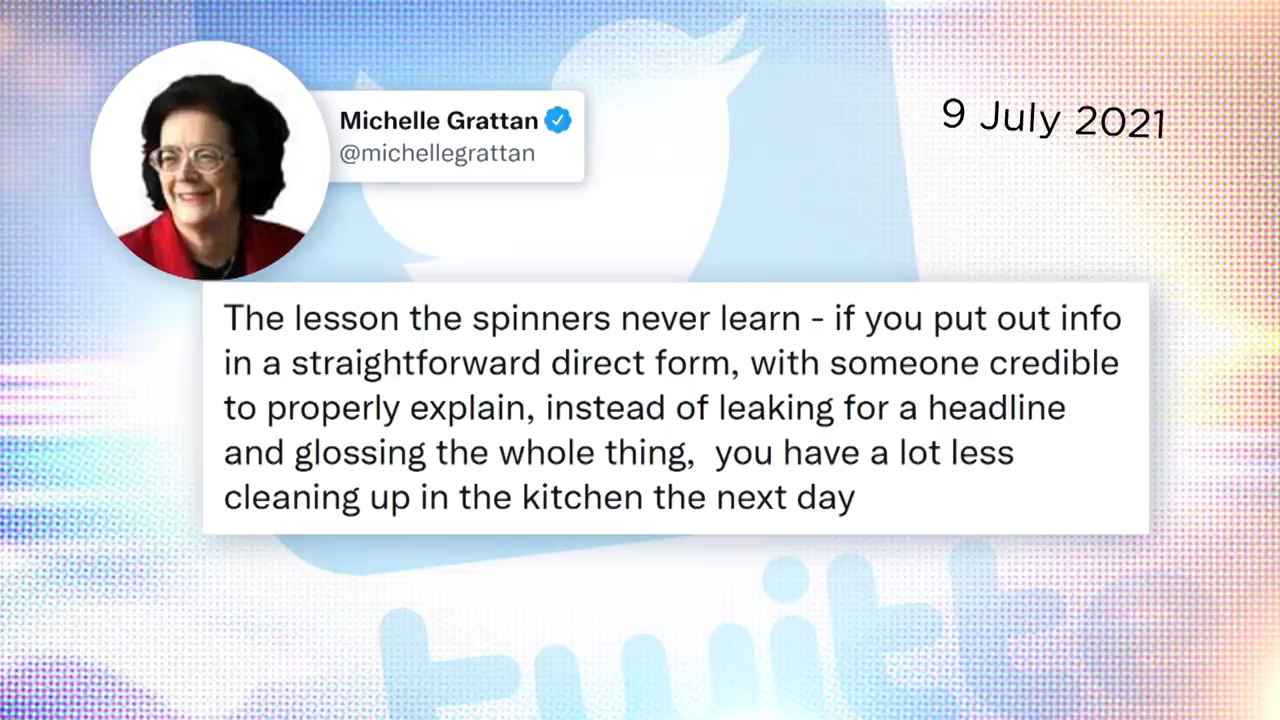 Michelle Grattan
@michellegrattan
9 July 2021
The lesson the spinners never learn - if you put out info
in a straightforward direct form, with someone credible
to properly explain, instead of leaking for a headline
and glossing the whole thing,  you have a lot less
cleaning up in the kitchen the next day
twitte